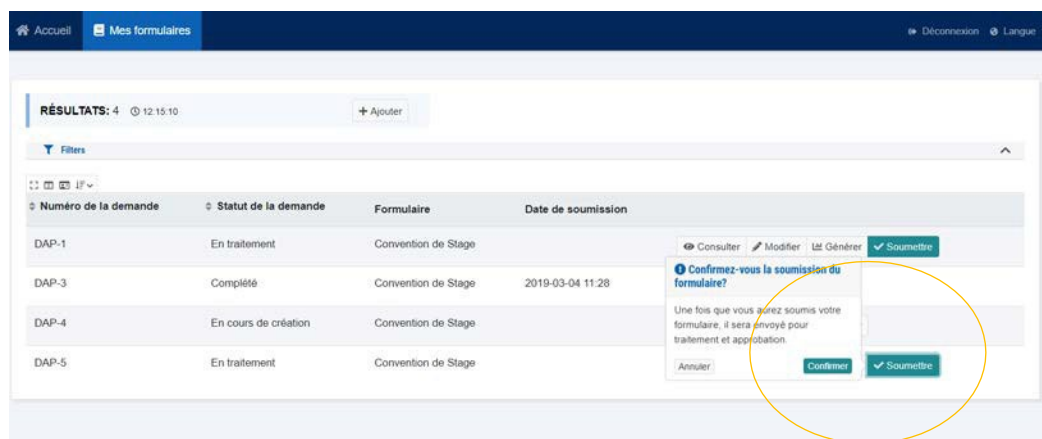 Accueil Mes formulaires Déconnexion Langue
RÉSULTATS: 4 12:15:10 + Ajouter
Filters
Numéro de la demande Statut de la demande Formulaire Date de soumission
DAP-1 En traitement Convention de Stage Consulter Modifier Générer Soumettre
DAP-3 Complété Convention de Stage 2019-03-04 11:28
DAP-4 En cours de création Convention de Stage
DAP-5 En traitement Convention de Stage Soumettre
Confirmez-vous la soumission du
formulaire?
Une fois que vous aurez soumis votre
formulaire, il sera envoyé pour
traitement et approbation.
Annuler Confirmer